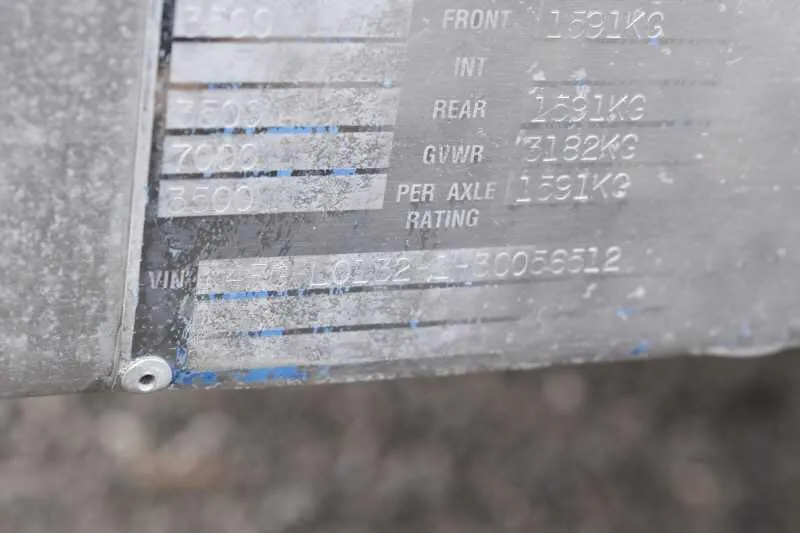 3500 FRONT 1591KG
INT
3500 REAR 1591KG
7000 GVWR 3182KG
3500 PER AXLE RATING 1591KG
VIN